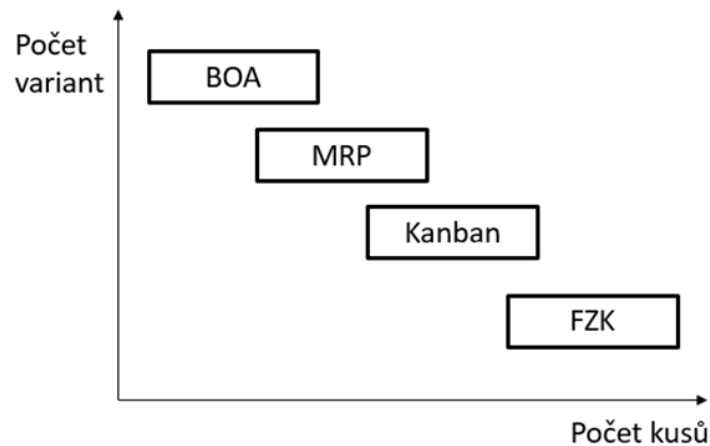 Počet
variant
BOA
MRP
Kanban
FZK
Počet kusů